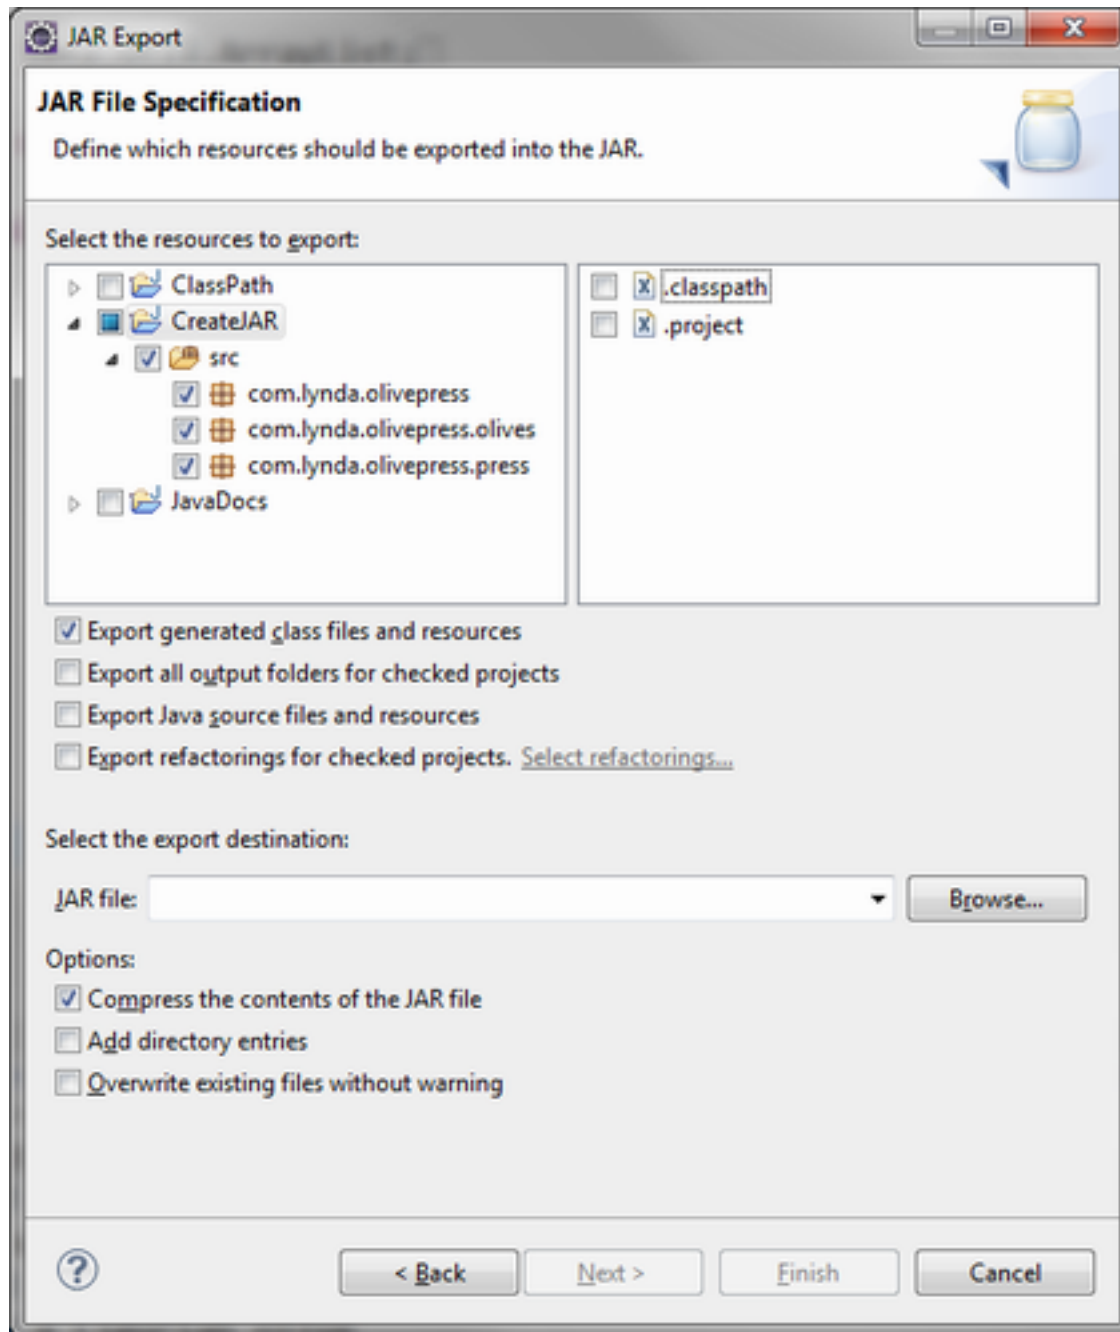 JAR Export
JAR File Specification
Define which resources should be exported into the JAR.
Select the resources to export:
ClassPath
CreateJAR
src
com.lynda.olivepress
com.lynda.olivepress.olives
com.lynda.olivepress.press
JavaDocs
.classpath
.project
Export generated class files and resources
Export all output folders for checked projects
Export Java source files and resources
Export refactorings for checked projects. Select refactorings...
Select the export destination:
JAR file:
Browse...
Options:
Compress the contents of the JAR file
Add directory entries
Overwrite existing files without warning
?
< Back
Next >
Finish
Cancel